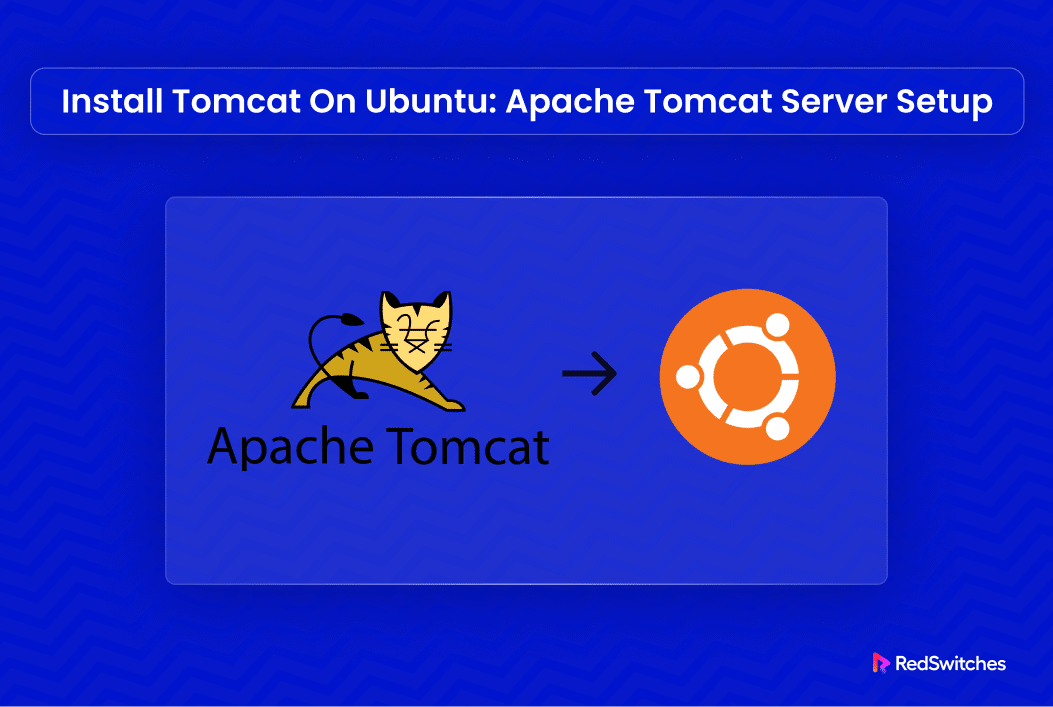 Install Tomcat On Ubuntu: Apache Tomcat Server Setup
Apache Tomcat
RedSwitches